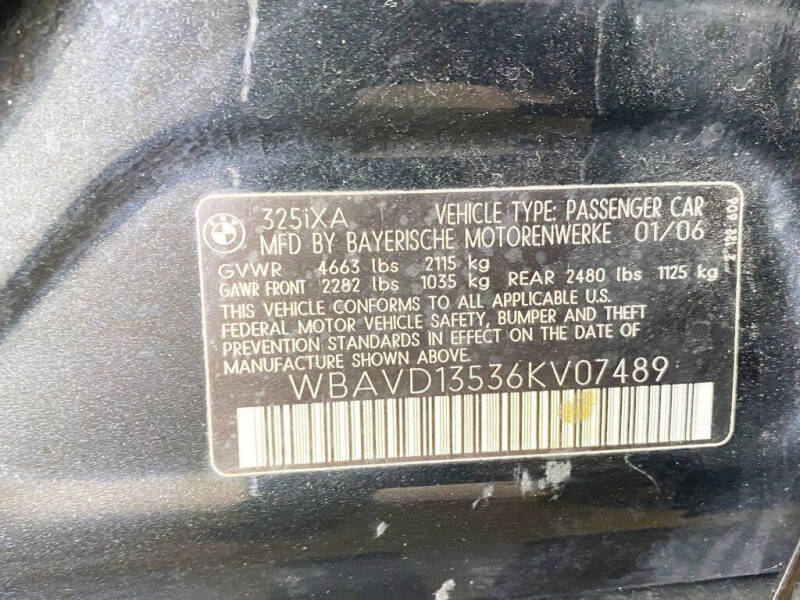 325iXA VEHICLE TYPE: PASSENGER CAR
MFD BY BAYERISCHE MOTORENWERKE 01/06
GVWR 4663 lbs 2115 kg
GAWR FRONT 2282 lbs 1035 kg REAR 2480 lbs 1125 kg
THIS VEHICLE CONFORMS TO ALL APPLICABLE U.S.
FEDERAL MOTOR VEHICLE SAFETY, BUMPER AND THEFT
PREVENTION STANDARDS IN EFFECT ON THE DATE OF
MANUFACTURE SHOWN ABOVE.
WBAVD13536KV07489